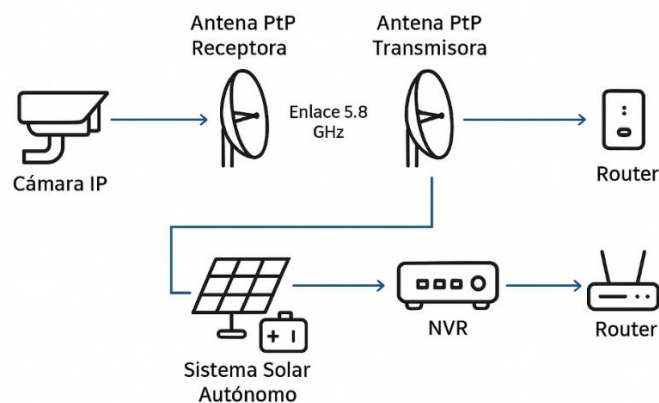 Antena PtP
Receptora
Antena PtP
Transmisora
Enlace 5.8
GHz
Cámara IP
Router
Sistema Solar
Autónomo
NVR
Router